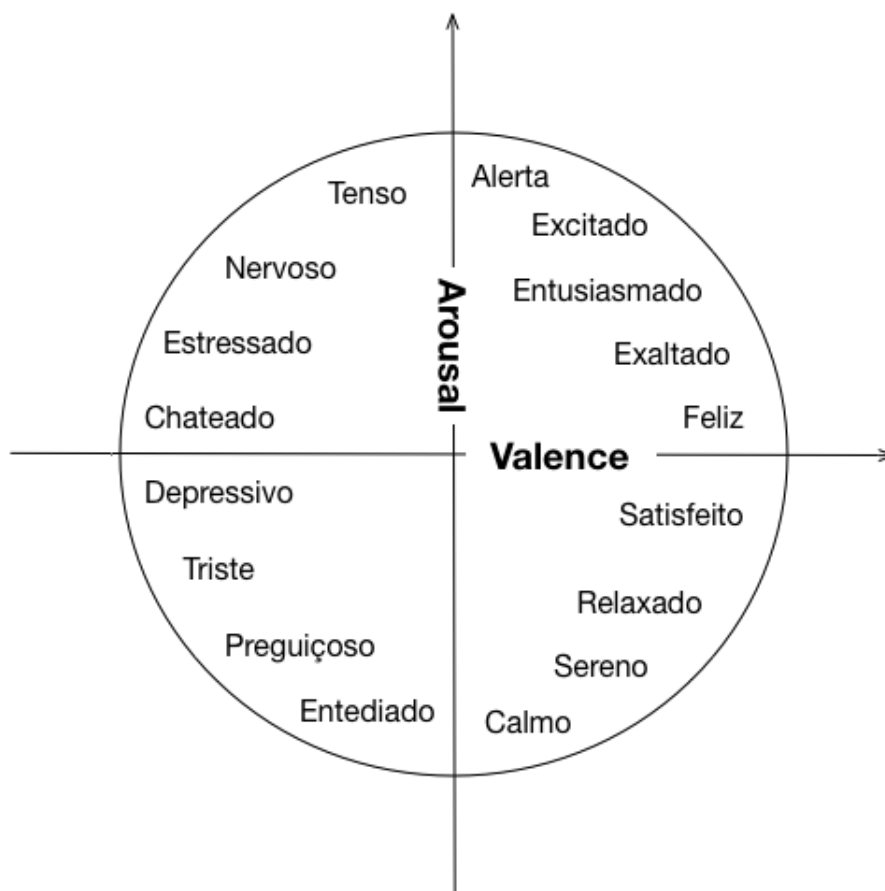 Alerta
Tenso
Excitado
Nervoso
Entusiasmado
Estressado
Arousal
Exaltado
Chateado
Feliz
Valence
Depressivo
Satisfeito
Triste
Relaxado
Preguiçoso
Sereno
Entediado
Calmo